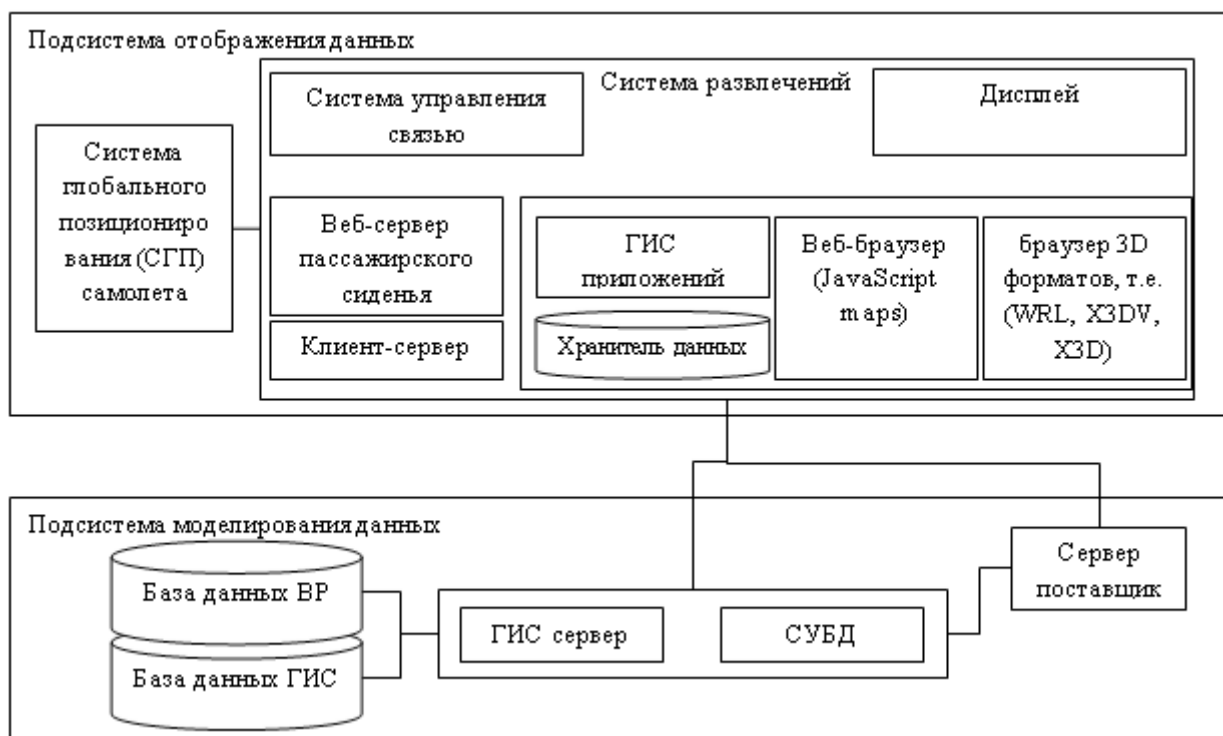 Подсистема отображения данных
Система управления
связью
Система развлечений
Дисплей
Система
глобального
позициониро
вания (СГП)
самолета
Веб-сервер
пассажирского
сиденья
Клиент-сервер
ГИС
приложений
Хранитель данных
Веб-браузер
(JavaScript
maps)
браузер 3D
форматов, т.е.
(WRL, X3DV,
X3D)
Подсистема моделирования данных
База данных ВР
База данных ГИС
ГИС сервер
СУБД
Сервер
поставщик